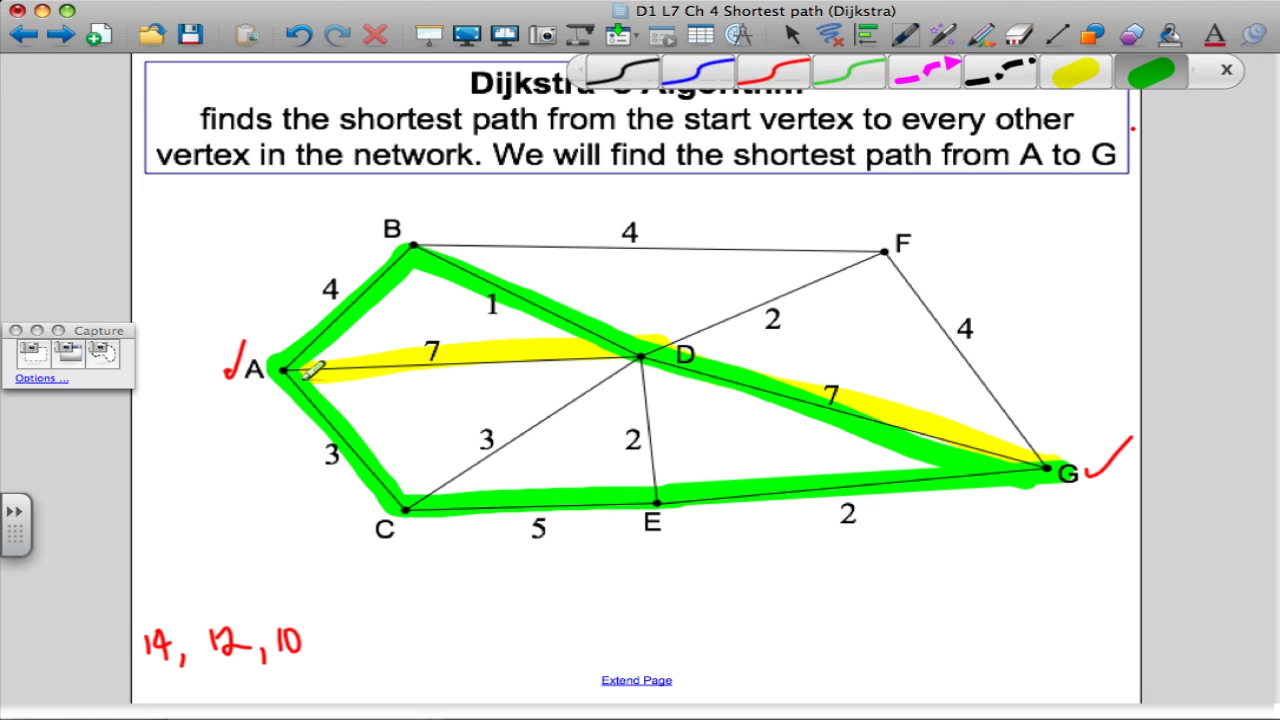 D1 L7 Ch 4 Shortest path (Dijkstra)
finds the shortest path from the start vertex to every other
vertex in the network. We will find the shortest path from A to G
B
4
F
4
1
2
4
Capture
A
7
D
7
Options ...
3
3
2
G
C
5
E
2
14, 12, 10
Extend Page